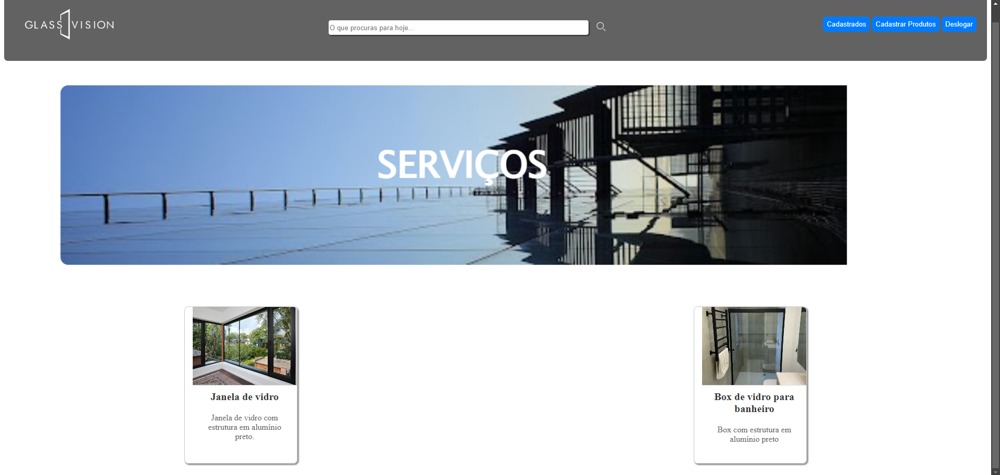 GLASS VISION
O que procuras para hoje...
Cadastrados
Cadastrar Produtos
Deslogar
SERVIÇOS
Janela de vidro
Janela de vidro com
estrutura em alumínio
preto.
Box de vidro para
banheiro
Box com estrutura em
alumínio preto